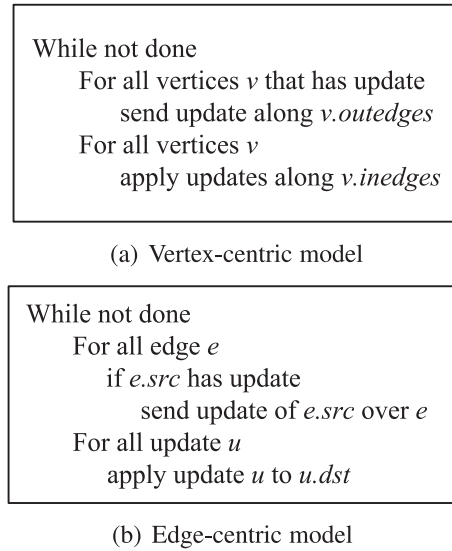 While not done
For all vertices v that has update
send update along v.outedges
For all vertices v
apply updates along v.inedges
(a) Vertex-centric model
While not done
For all edge e
if e.src has update
send update of e.src over e
For all update u
apply update u to u.dst
(b) Edge-centric model